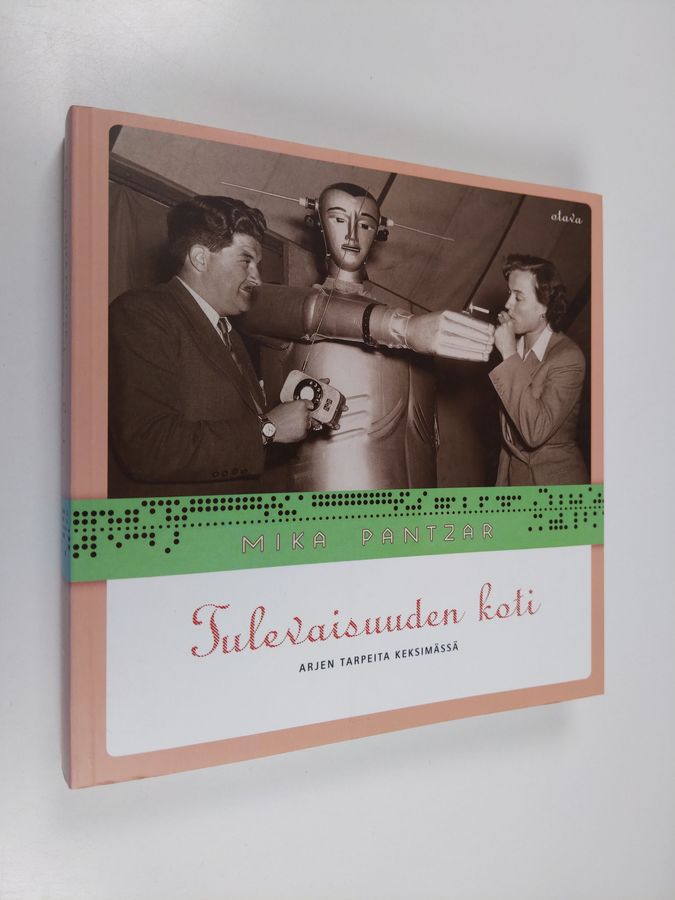 otava
MIKA PANTZAR
Tulevaisuuden koti
ARJEN TARPEITA KEKSIMÄSSÄ